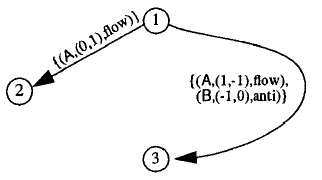 1
{(A,(0,1),flow)}
2
{(A,(1,-1),flow),
(B,(-1,0),anti)}
3